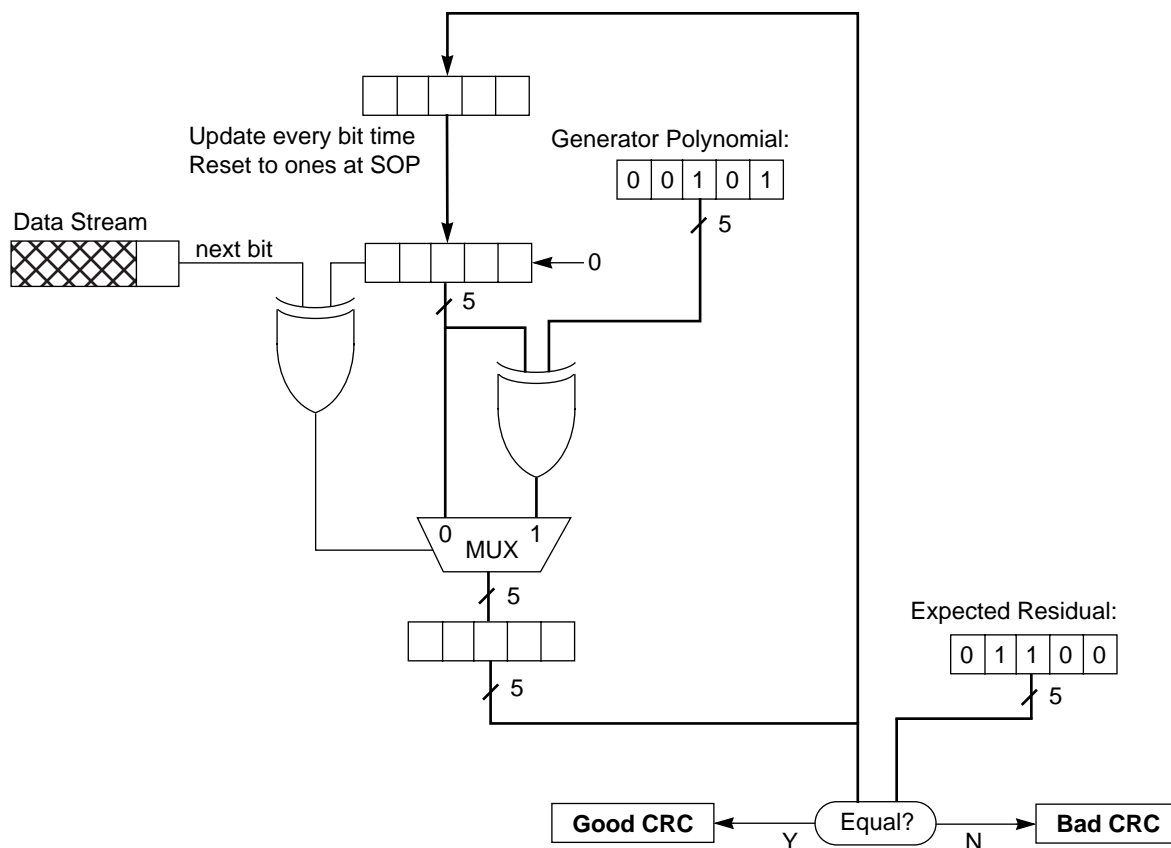 Update every bit time
Reset to ones at SOP
Generator Polynomial:
0 0 1 0 1
5
Data Stream
next bit
0
5
0 1
MUX
5
Expected Residual:
0 1 1 0 0
5
5
Good CRC
Y
Equal?
N
Bad CRC